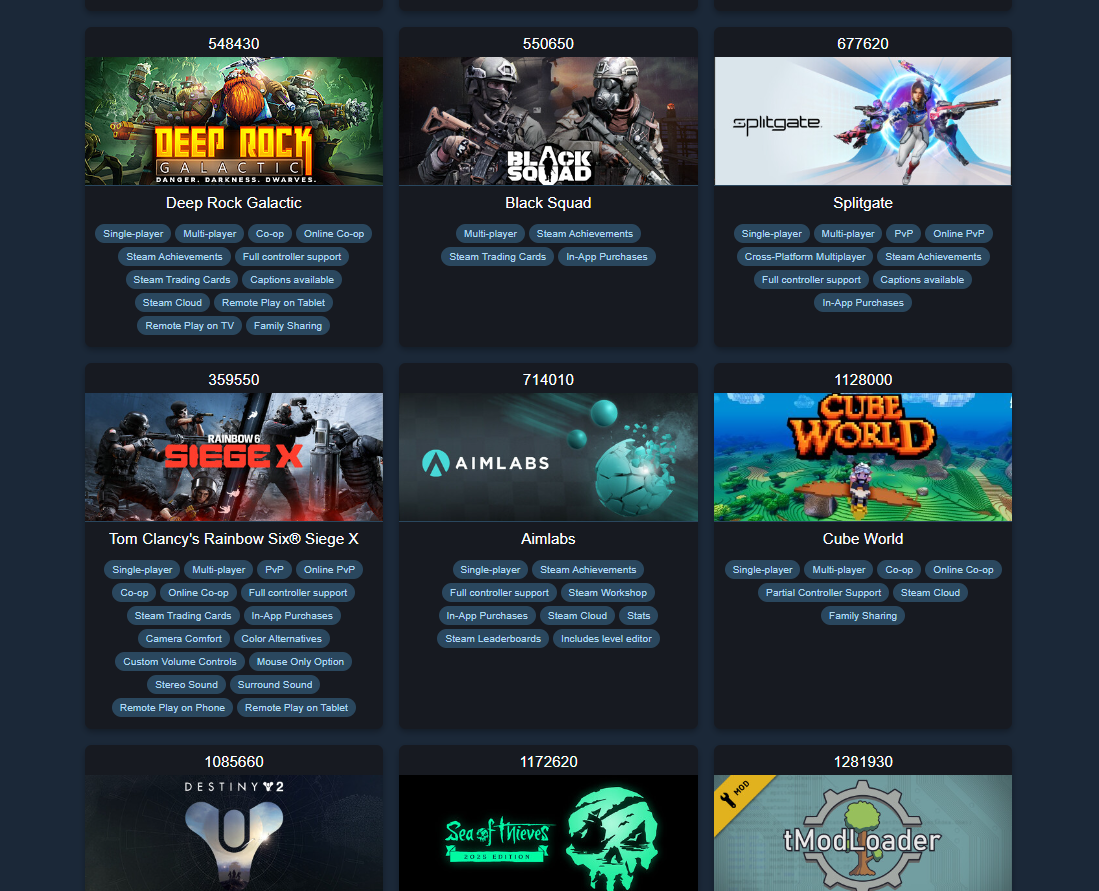 548430
550650
677620
DEEP ROCK
GALACTIC
DANGER. DARKNESS. DWARVES.
BLACK
SQUAD
splitgate
Deep Rock Galactic
Black Squad
Splitgate
Single-player Multi-player Co-op Online Co-op
Steam Achievements Full controller support
Steam Trading Cards Captions available
Steam Cloud Remote Play on Tablet
Remote Play on TV Family Sharing
Multi-player Steam Achievements
Steam Trading Cards In-App Purchases
Single-player Multi-player PvP Online PvP
Cross-Platform Multiplayer Steam Achievements
Full controller support Captions available
In-App Purchases
359550
714010
1128000
RAINBOW 6
SIEGE X
AIMLABS
CUBE
WORLD
Tom Clancy's Rainbow Six® Siege X
Aimlabs
Cube World
Single-player Multi-player PvP Online PvP
Co-op Online Co-op Full controller support
Steam Trading Cards In-App Purchases
Camera Comfort Color Alternatives
Custom Volume Controls Mouse Only Option
Stereo Sound Surround Sound
Remote Play on Phone Remote Play on Tablet
Single-player Steam Achievements
Full controller support Steam Workshop
In-App Purchases Steam Cloud Stats
Steam Leaderboards Includes level editor
Single-player Multi-player Co-op Online Co-op
Partial Controller Support Steam Cloud
Family Sharing
1085660
1172620
1281930
DESTINY 2
Sea of Thieves
2025 EDITION
MOD
tModLoader